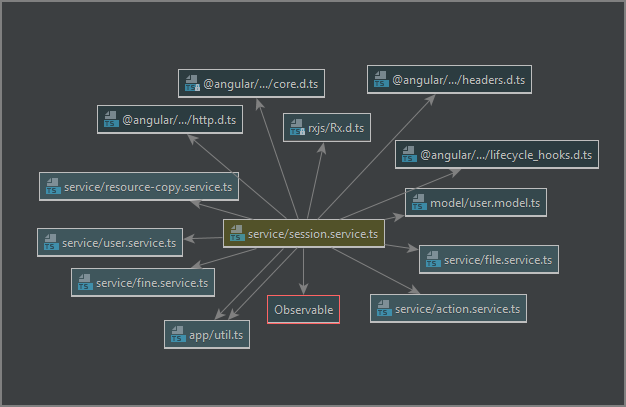 @angular/.../core.d.ts
@angular/.../headers.d.ts
@angular/.../http.d.ts
rxjs/Rx.d.ts
@angular/.../lifecycle_hooks.d.ts
service/resource-copy.service.ts
model/user.model.ts
service/session.service.ts
service/user.service.ts
service/file.service.ts
service/fine.service.ts
Observable
service/action.service.ts
app/util.ts
TS
TS
TS
TS
TS
TS
TS
TS
TS
TS
TS
TS
TS